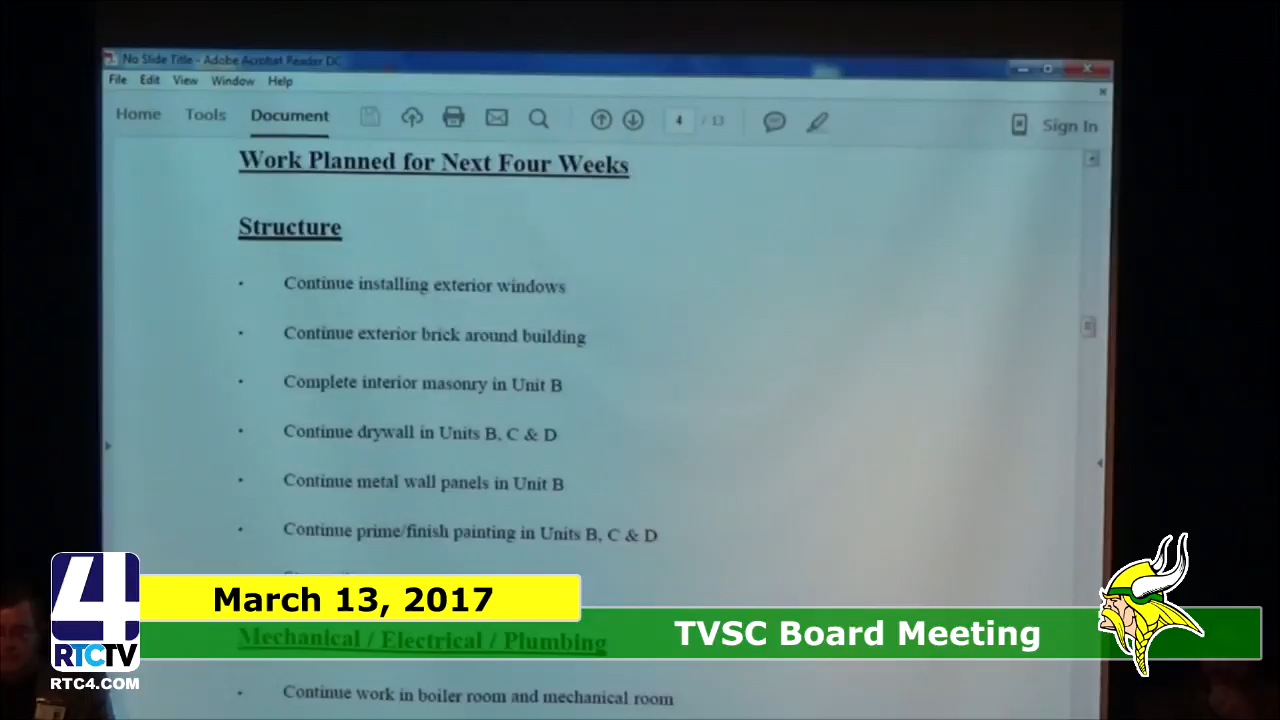 No Slide Title - Adobe Acrobat Reader DC
File Edit View Window Help
Home Tools Document 4 / 13 Sign In
Work Planned for Next Four Weeks
Structure
· Continue installing exterior windows
· Continue exterior brick around building
· Complete interior masonry in Unit B
· Continue drywall in Units B, C & D
· Continue metal wall panels in Unit B
· Continue prime/finish painting in Units B, C & D
4
March 13, 2017
TVSC Board Meeting
RTCTV
RTC4.COM
Mechanical / Electrical / Plumbing
· Continue work in boiler room and mechanical room